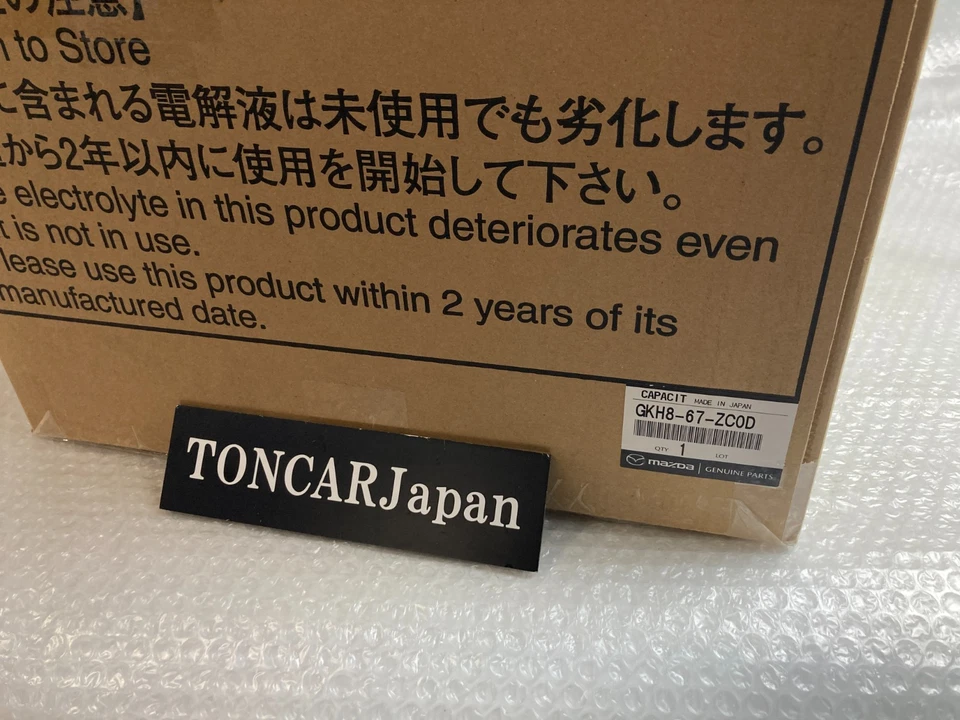 の注意】
to Store
に含まれる電解液は未使用でも劣化します。
から2年以内に使用を開始して下さい。
electrolyte in this product deteriorates even
t is not in use.
lease use this product within 2 years of its
manufactured date.
CAPACIT MADE IN JAPAN
GKH8-67-ZC0D
QTY 1 LOT
mazda GENUINE PARTS
TONCARJapan